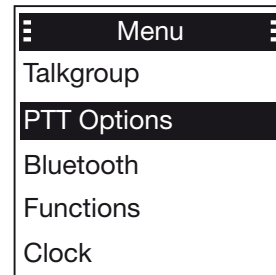 Menu
Talkgroup
PTT Options
Bluetooth
Functions
Clock